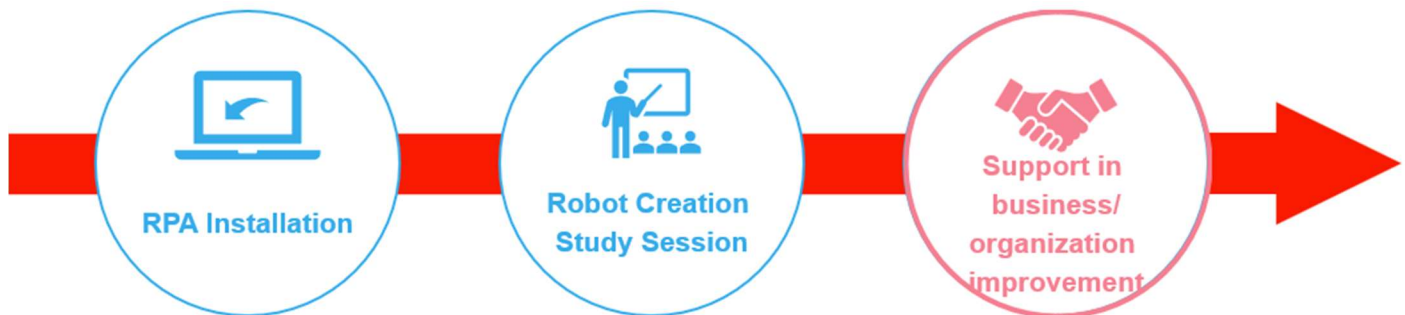 RPA Installation
Robot Creation
Study Session
Support in
business/
organization
improvement